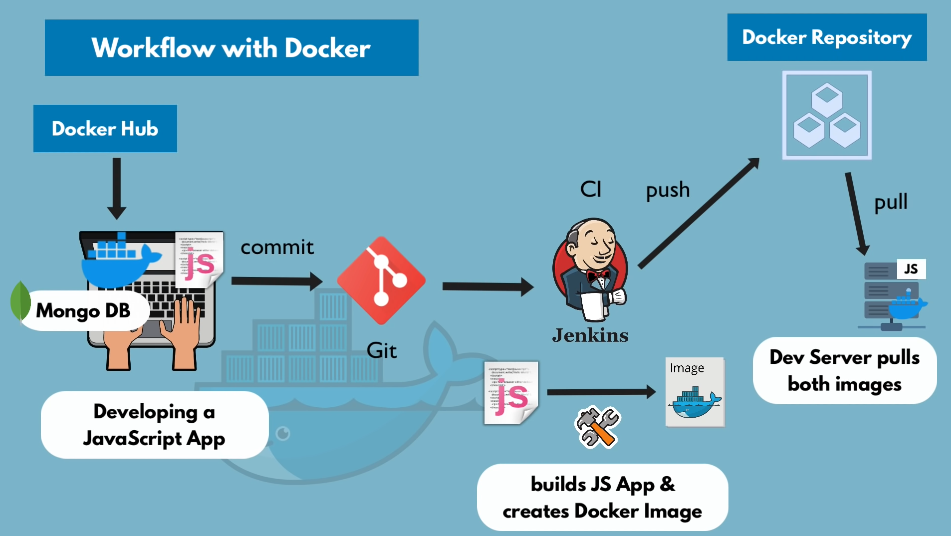 Workflow with Docker
Docker Repository
Docker Hub
CI
push
pull
js
commit
JS
Mongo DB
Jenkins
Git
Dev Server pulls
both images
js
Image
Developing a
JavaScript App
builds JS App &
creates Docker Image